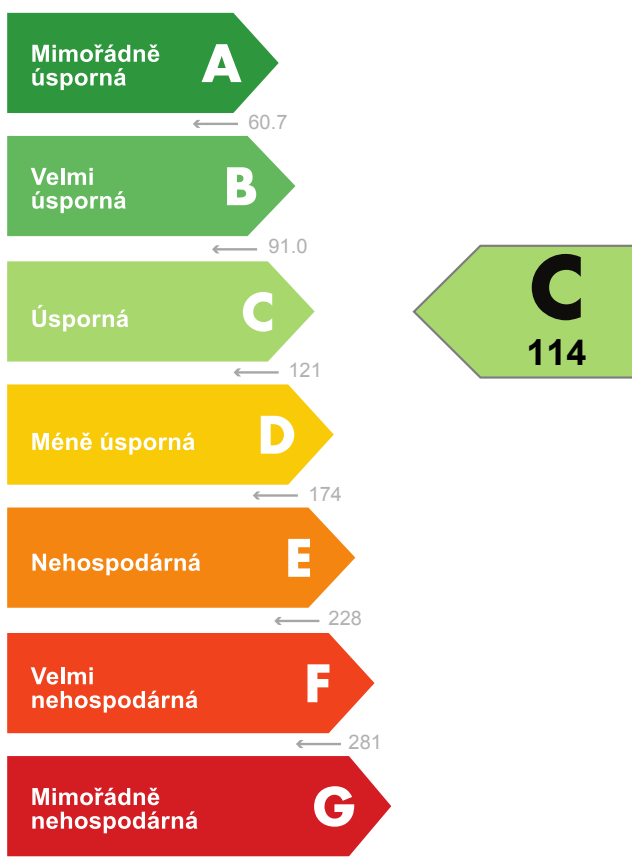 Mimořádně
úsporná
A
60.7
Velmi
úsporná
B
91.0
Úsporná
C
121
C
114
Méně úsporná
D
174
Nehospodárná
E
228
Velmi
nehospodárná
F
281
Mimořádně
nehospodárná
G